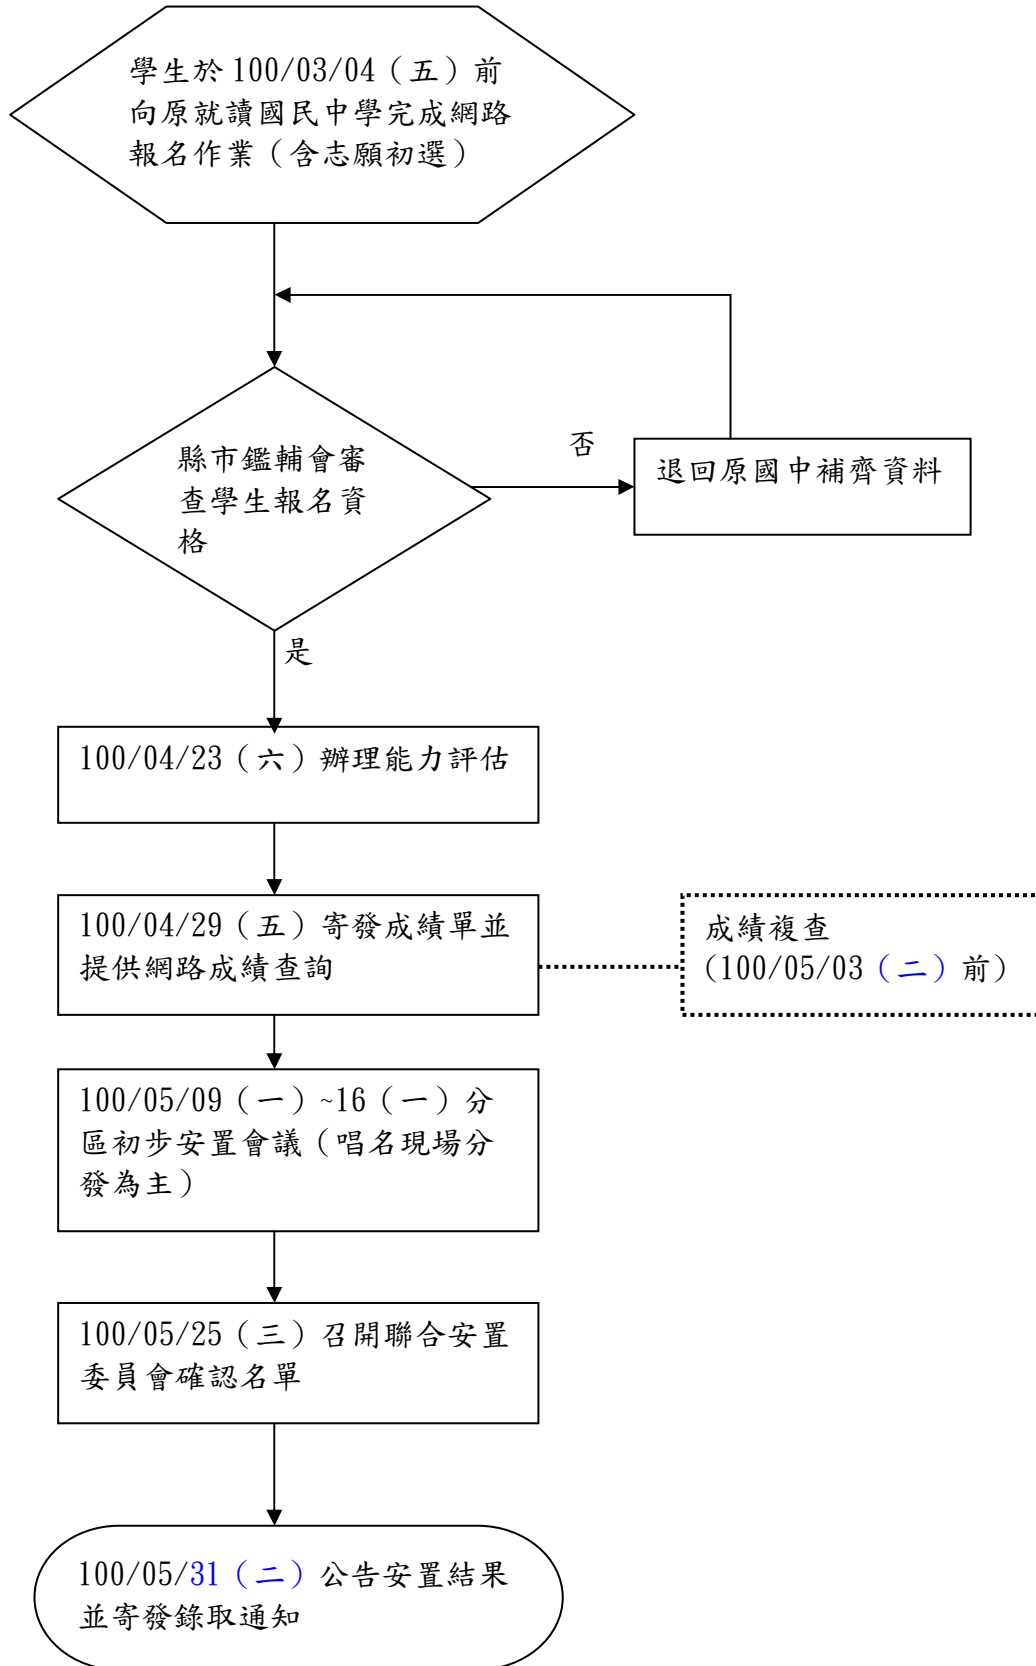 學生於 100/03/04（五）前
向原就讀國民中學完成網路
報名作業（含志願初選）
縣市鑑輔會審
查學生報名資
格
否
退回原國中補齊資料
是
100/04/23（六）辦理能力評估
100/04/29（五）寄發成績單並
提供網路成績查詢
成績複查
(100/05/03（二）前)
100/05/09（一）~16（一）分
區初步安置會議（唱名現場分
發為主）
100/05/25（三）召開聯合安置
委員會確認名單
100/05/31（二）公告安置結果
並寄發錄取通知